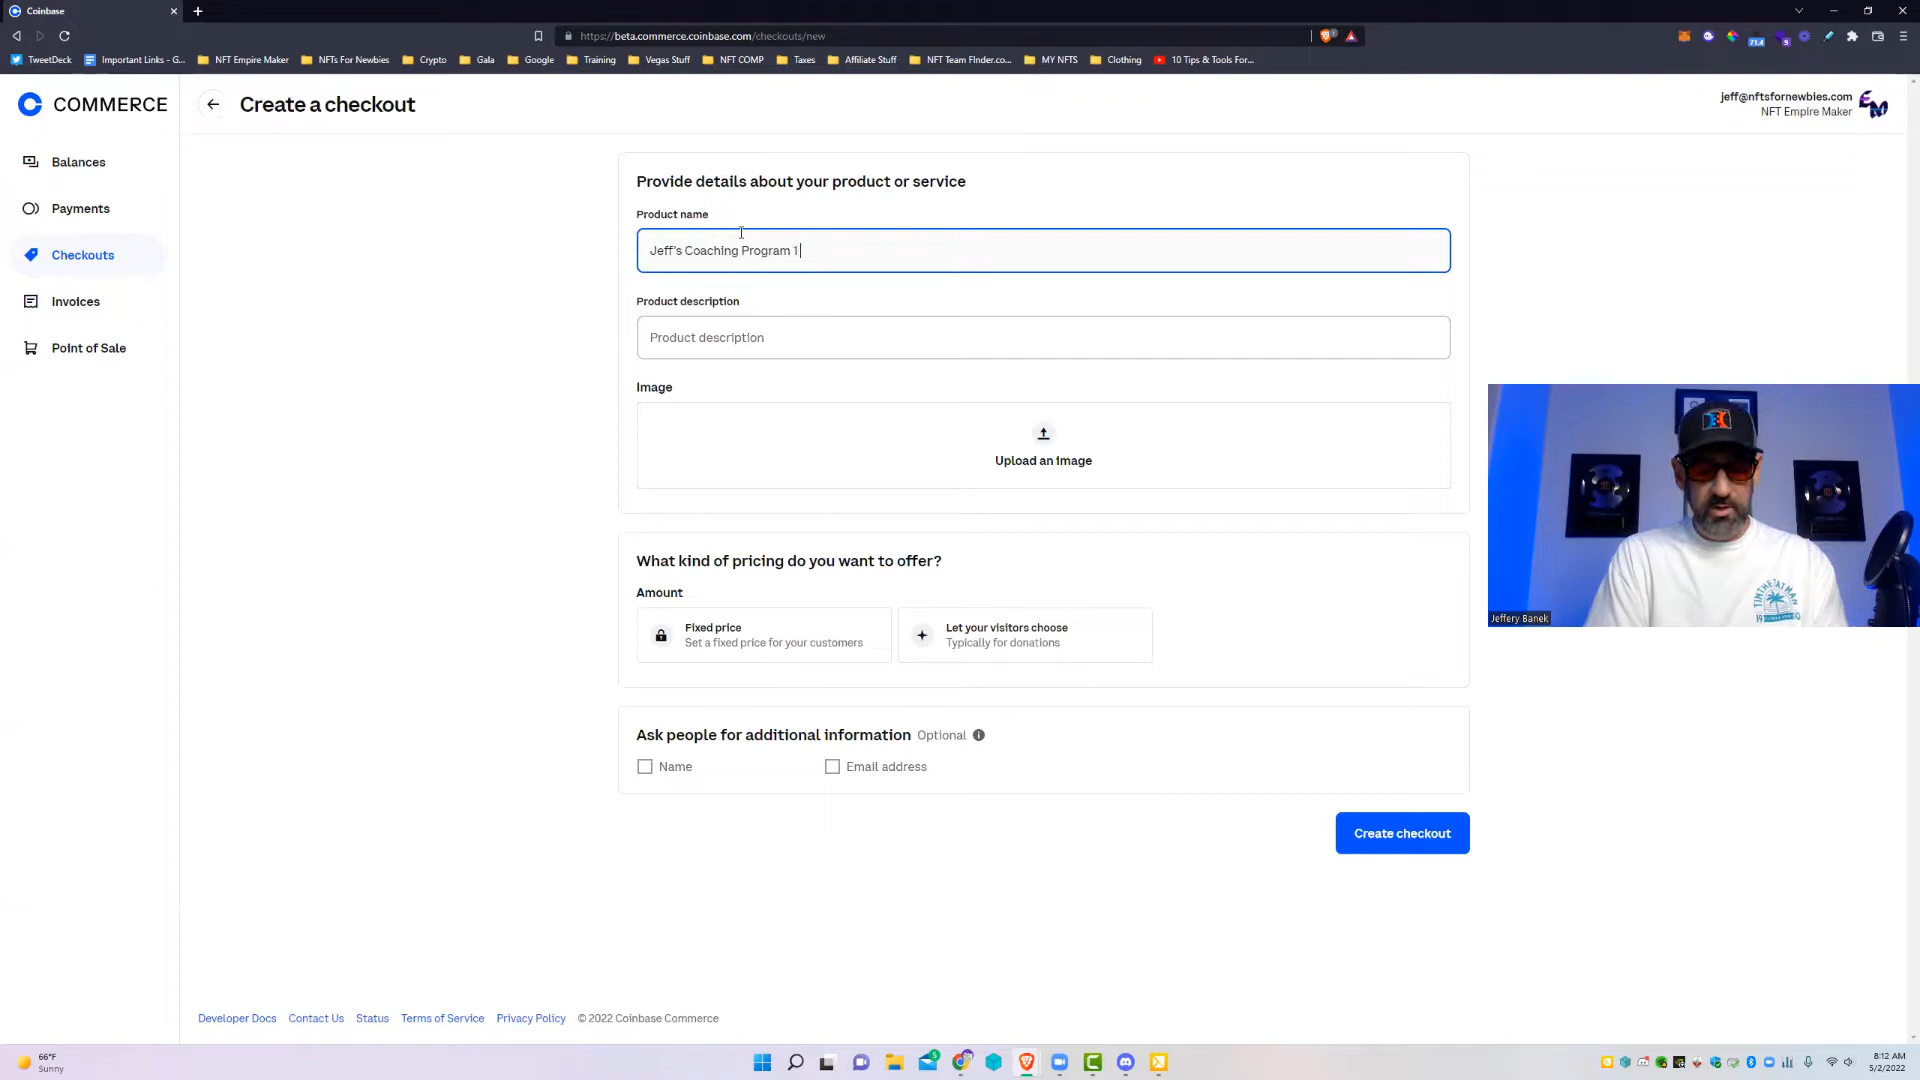 Coinbase
https://beta.commerce.coinbase.com/checkouts/new
TweetDeck
Important Links - G...
NFT Empire Maker
NFTs For Newbies
Crypto
Gala
Google
Training
Vegas Stuff
NFT COMP
Taxes
Affiliate Stuff
NFT Team FInder.co...
MY NFTS
Clothing
10 Tips & Tools For...
COMMERCE
Create a checkout
jeff@nftsfornewbies.com
NFT Empire Maker
Balances
Payments
Checkouts
Invoices
Point of Sale
Provide details about your product or service
Product name
Jeff's Coaching Program 1
Product description
Product description
Image
Upload an image
What kind of pricing do you want to offer?
Amount
Fixed price
Set a fixed price for your customers
Let your visitors choose
Typically for donations
Ask people for additional information Optional
Name
Email address
Create checkout
TIMTHETATMAN
Jeffery Banek
Developer Docs
Contact Us
Status
Terms of Service
Privacy Policy
© 2022 Coinbase Commerce
66°F
Sunny
8:12 AM
5/2/2022